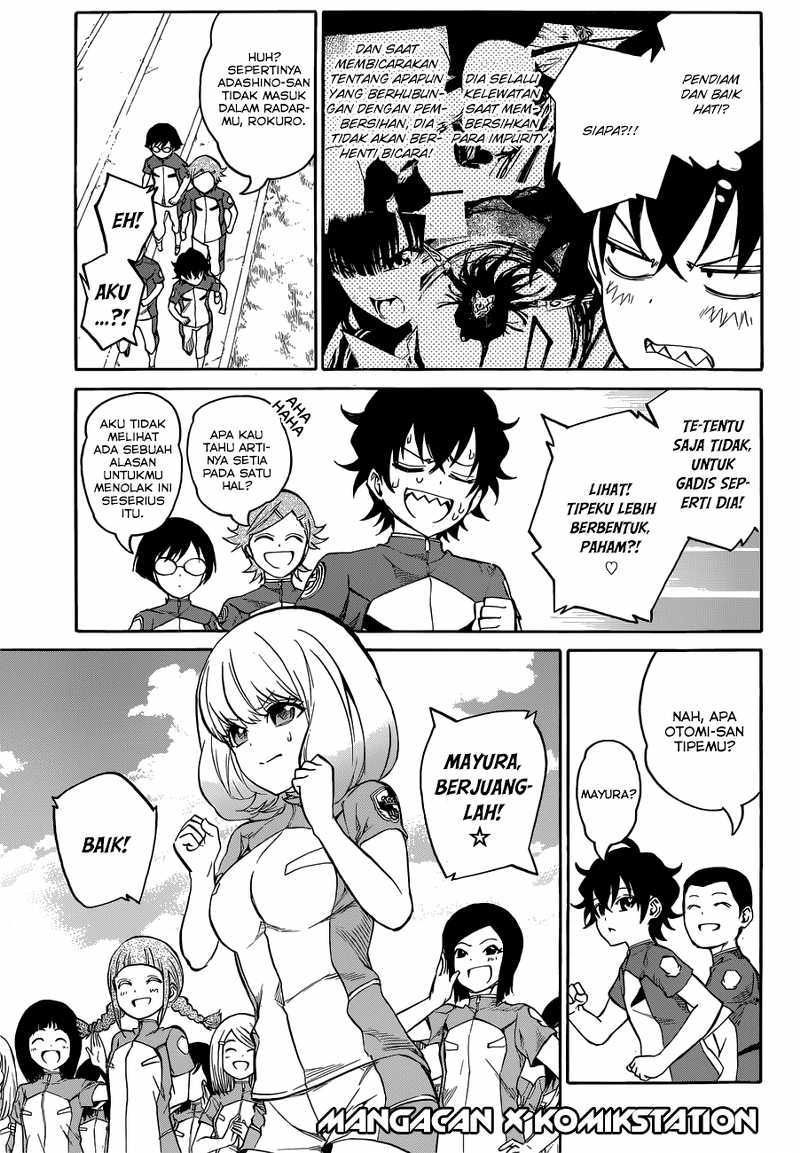 PENDIAM
DAN BAIK
HATI?
SIAPA?!!
DIA SELALU
KELEWATAN
SAAT MEM-
BERSIHKAN
PARA IMPURITY.
DAN SAAT
MEMBICARAKAN
TENTANG APAPUN
YANG BERHUBUN-
GAN DENGAN PEM-
BERSIHAN, DIA
TIDAK AKAN BER-
HENTI BICARA!
HUH?
SEPERTINYA
ADASHINO-SAN
TIDAK MASUK
DALAM RADAR-
MU, ROKURO.
EH!
AKU
...?!
TE-TENTU
SAJA TIDAK,
UNTUK
GADIS SEP-
ERTI DIA!
LIHAT!
TIPEKU LEBIH
BERBENTUK,
PAHAM?!
♡
AHA
HAHA
APA KAU
TAHU ARTI-
NYA SETIA
PADA SATU
HAL?
AKU TIDAK
MELIHAT
ADA SEBUAH
ALASAN
UNTUKMU
MENOLAK INI
SESERIUS
ITU.
NAH, APA
OTOMI-SAN
TIPEMU?
MAYURA?
MAYURA,
BERJUANG-
LAH!
☆
BAIK!
MANGACAN X KOMIKSTATION